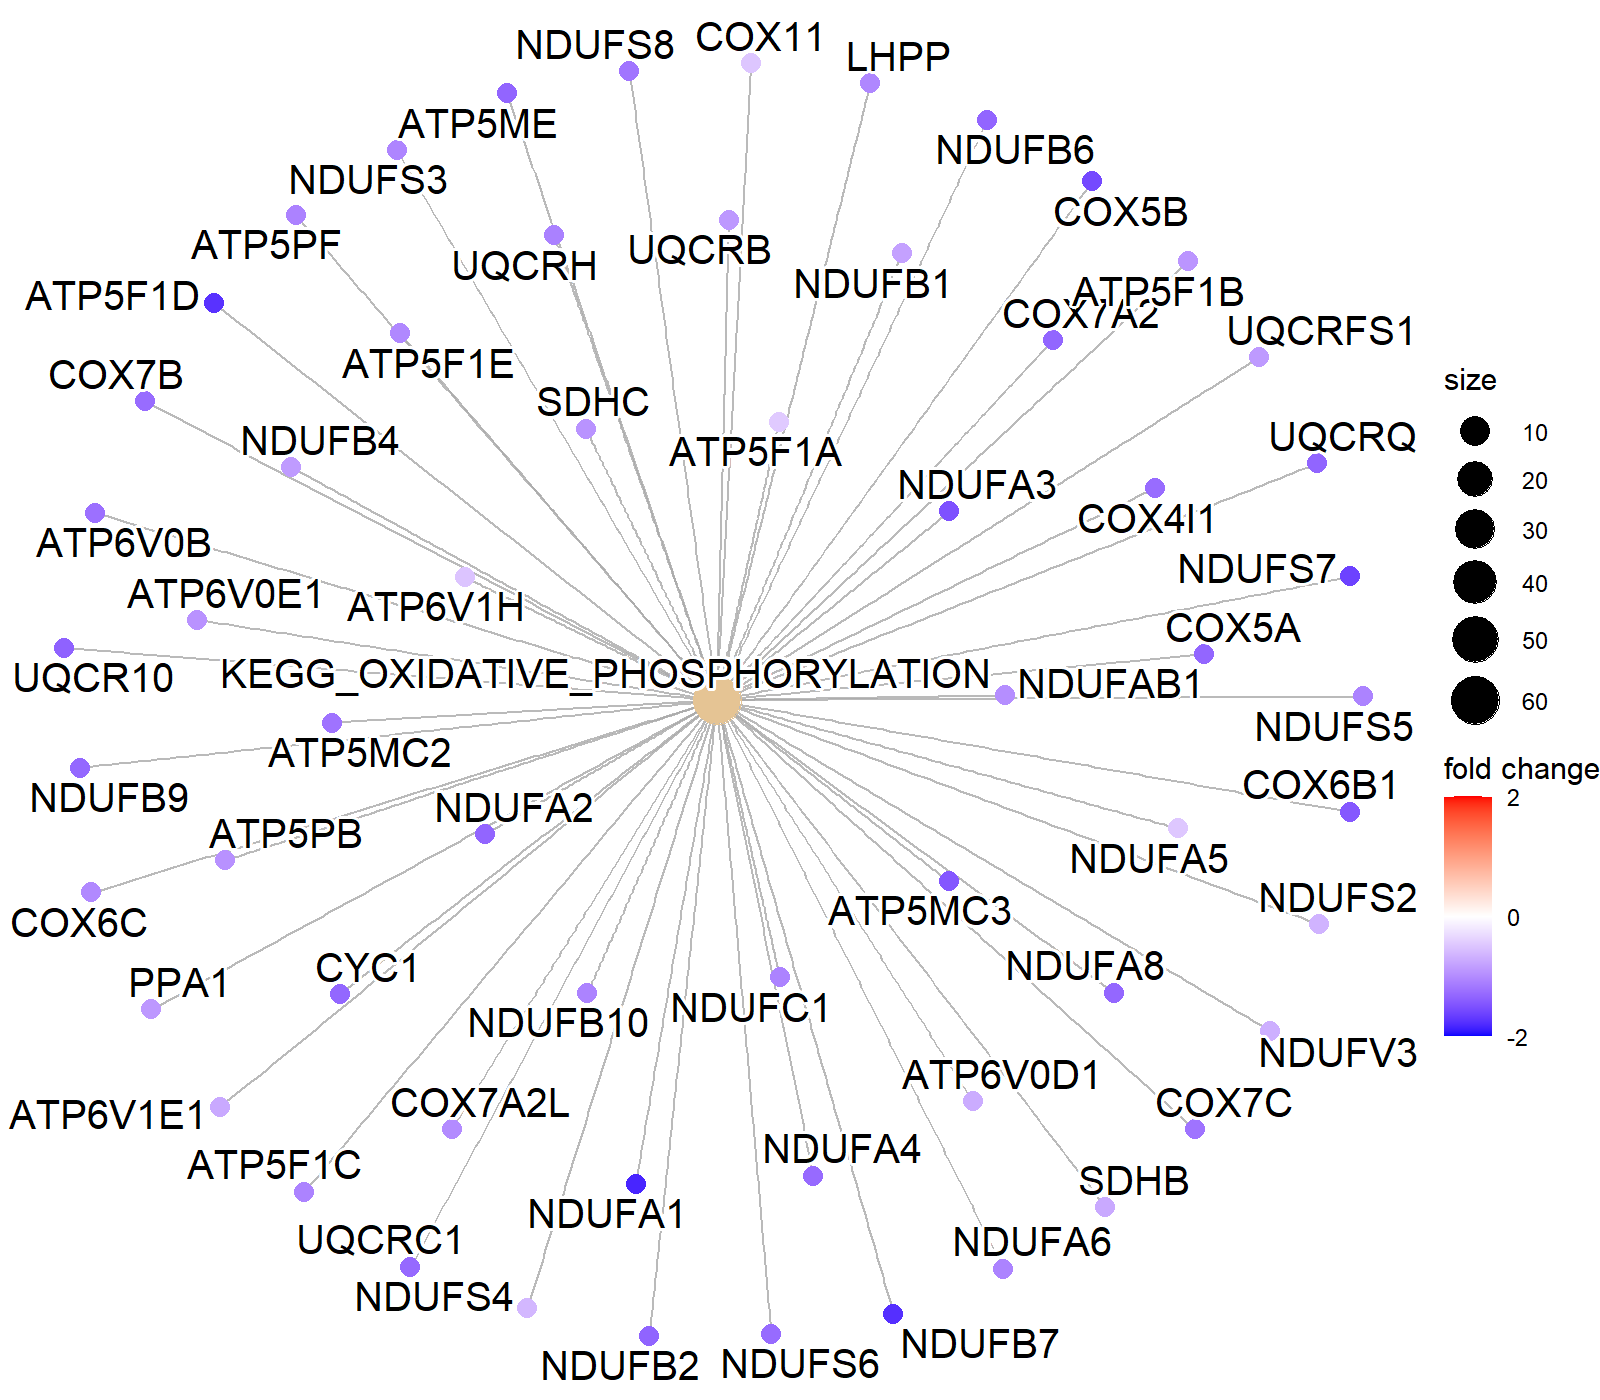 COX11
NDUFS8
LHPP
ATP5ME
NDUFB6
NDUFS3
COX5B
ATP5PF
UQCRB
UQCRH
NDUFB1
ATP5F1B
ATP5F1D
COX7A2
UQCRFS1
ATP5F1E
COX7B
size
SDHC
10
UQCRQ
NDUFB4
ATP5F1A
20
NDUFA3
COX4I1
30
ATP6V0B
NDUFS7
40
ATP6V0E1
ATP6V1H
COX5A
50
UQCR10
KEGG_OXIDATIVE_PHOSPHORYLATION
NDUFAB1
60
NDUFS5
ATP5MC2
fold change
COX6B1
NDUFB9
2
NDUFA2
ATP5PB
NDUFA5
NDUFS2
ATP5MC3
0
COX6C
NDUFA8
CYC1
PPA1
NDUFC1
NDUFB10
-2
NDUFV3
ATP6V0D1
COX7A2L
COX7C
ATP6V1E1
NDUFA4
ATP5F1C
SDHB
NDUFA1
UQCRC1
NDUFA6
NDUFS4
NDUFB7
NDUFB2
NDUFS6